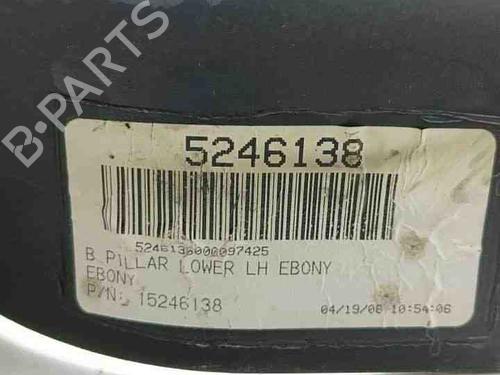 B-PARTS
5246138
5246138000097425
B PILLAR LOWER LH EBONY
EBONY
P/N: 15246138
04/19/08 10:54:06